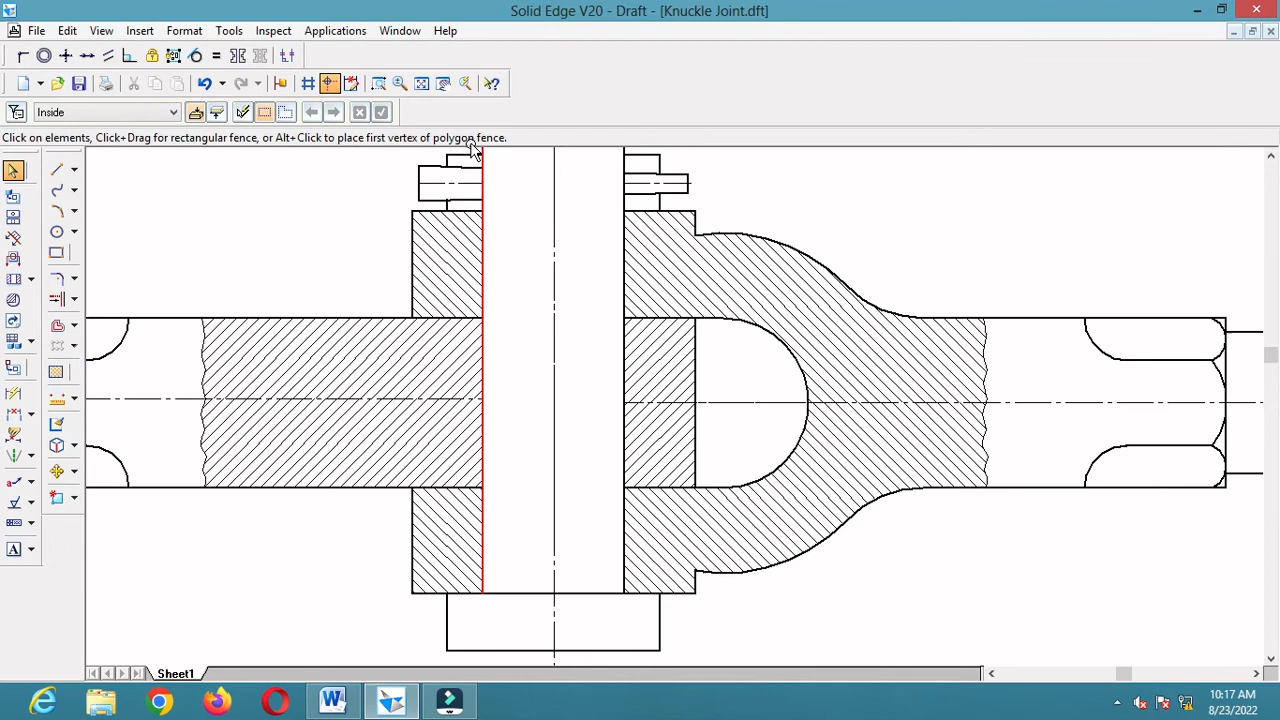 Solid Edge V20 - Draft - [Knuckle Joint.dft]
File Edit View Insert Format Tools Inspect Applications Window Help
Inside
Click on elements, Click+Drag for rectangular fence, or Alt+Click to place first vertex of polygon fence.
Sheet1
10:17 AM
8/23/2022